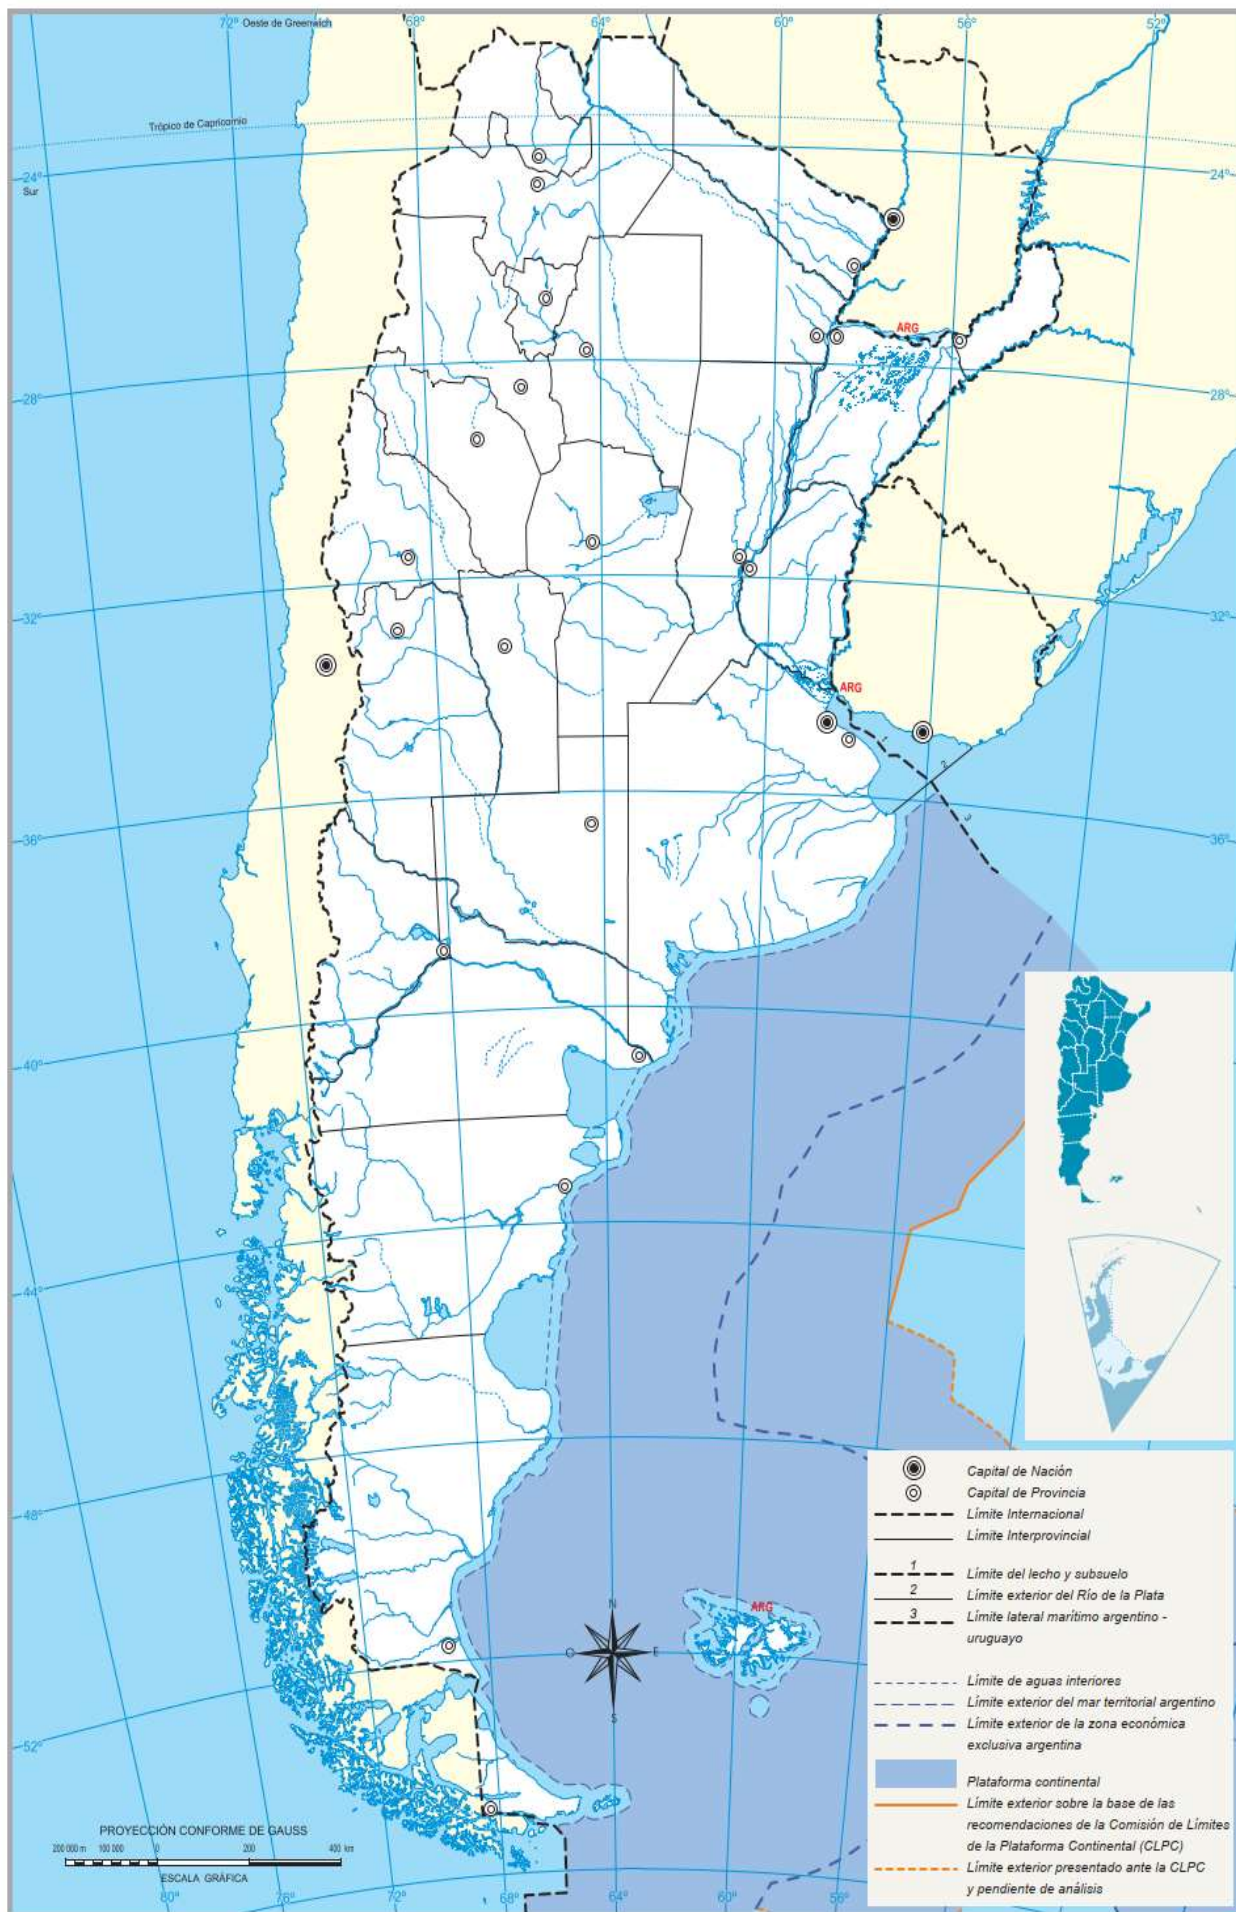 72°
Oeste de Greenwich
68°
64°
60°
56°
52°
Trópico de Capricornio
24°
24°
Sur
ARG
28°
28°
32°
32°
ARG
1
2
3
36°
36°
40°
44°
48°
52°
ARG
N
O
E
S
Capital de Nación
Capital de Provincia
Límite Internacional
Límite Interprovincial
1
Límite del lecho y subsuelo
2
Límite exterior del Río de la Plata
3
Límite lateral marítimo argentino -
uruguayo
Límite de aguas interiores
Límite exterior del mar territorial argentino
Límite exterior de la zona económica
exclusiva argentina
Plataforma continental
Límite exterior sobre la base de las
recomendaciones de la Comisión de Límites
de la Plataforma Continental (CLPC)
Límite exterior presentado ante la CLPC
y pendiente de análisis
PROYECCIÓN CONFORME DE GAUSS
200 000 m 100 000 0 200 400 km
ESCALA GRÁFICA
80°
76°
72°
68°
64°
60°
56°